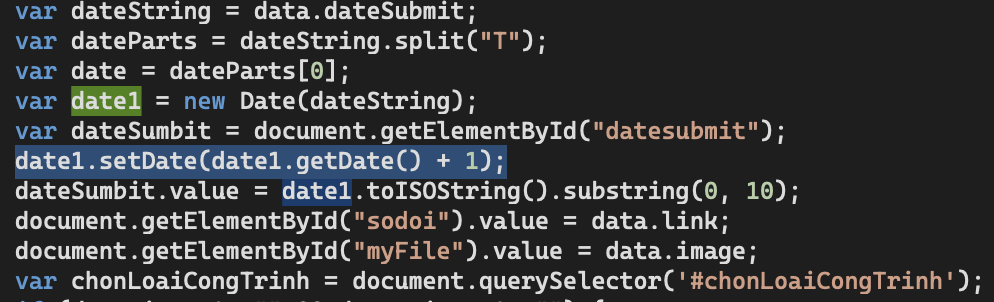 var dateString = data.dateSubmit;
var dateParts = dateString.split("T");
var date = dateParts[0];
var date1 = new Date(dateString);
var dateSumbit = document.getElementById("datesubmit");
date1.setDate(date1.getDate() + 1);
dateSumbit.value = date1.toISOString().substring(0, 10);
document.getElementById("sodoi").value = data.link;
document.getElementById("myFile").value = data.image;
var chonLoaiCongTrinh = document.querySelector('#chonLoaiCongTrinh');